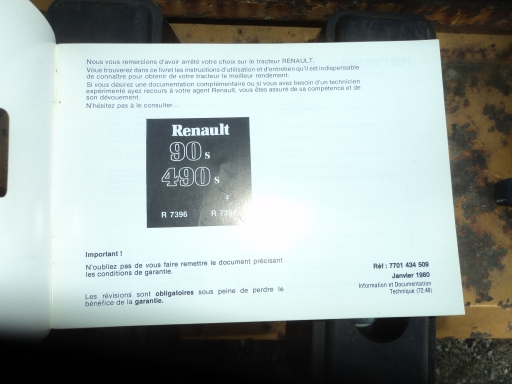 Nous vous remercions d'avoir arrêté votre choix sur le tracteur RENAULT.
Vous trouverez dans ce livret les instructions d'utilisation et d'entretien qu'il est indispensable
de connaître pour obtenir de votre tracteur le meilleur rendement.
Si vous désirez une documentation complémentaire ou si vous avez besoin d'un technicien
expérimenté ayez recours à votre agent Renault, vous êtes assuré de sa compétence et de
son dévouement.
N'hésitez pas à le consulter...
Renault
90 s
490 s
F
R 7396
R
Important !
N'oubliez pas de vous faire remettre le document précisant
les conditions de garantie.
Les révisions sont obligatoires sous peine de perdre le
bénéfice de la garantie.
Réf : 7701 434 509
Janvier 1980
Information et Documentation
Technique (72.48)